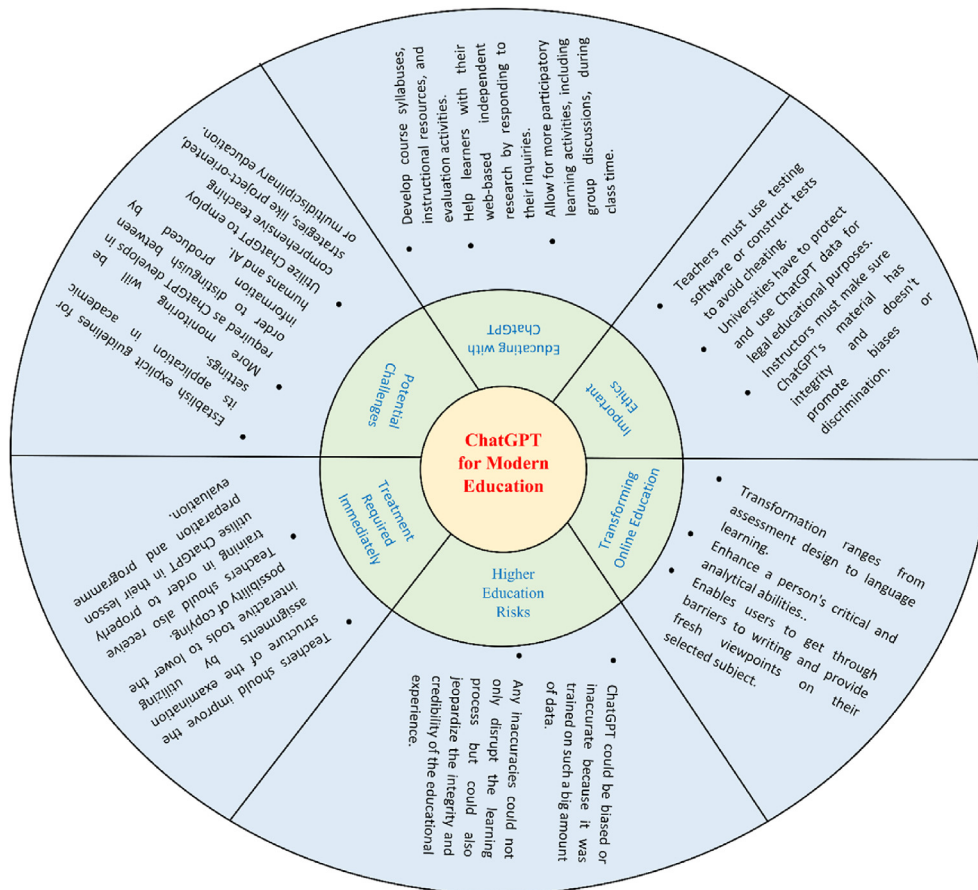 ChatGPT
for Modern
Education
Educating with
ChatGPT
• Develop course syllabuses,
instructional resources, and
evaluation activities.
• Help learners with their
web-based independent
research by responding to
their inquiries.
• Allow for more participatory
learning activities, including
group discussions, during
class time.
Important
Ethics
• Teachers must use testing
software or construct tests
to avoid cheating.
• Universities have to protect
and use ChatGPT data for
legal educational purposes.
• Instructors must make sure
ChatGPT's material has
integrity and doesn't
promote biases or
discrimination.
Transforming
Online Education
• Transformation ranges from
assessment design to language
learning.
• Enhance a person's critical and
analytical abilities..
• Enables users to get through
barriers to writing and provide
fresh viewpoints on their
selected subject.
Higher
Education
Risks
• ChatGPT could be biased or
inaccurate because it was
trained on such a big amount
of data.
• Any inaccuracies could not
only disrupt the learning
process but could also
jeopardize the integrity and
credibility of the educational
experience.
Treatment
Required
Immediately
• Teachers should improve the
structure of the examination
assignments by utilizing
interactive tools to lower the
possibility of copying.
• Teachers should also receive
training in order to properly
utilise ChatGPT in their lesson
preparation and programme
evaluation.
Potential
Challenges
• Establish explicit guidelines for
its application in academic
settings.
• More monitoring will be
required as ChatGPT develops in
order to distinguish between
information produced by
humans and AI.
• Utilize ChatGPT to employ
comprehensive teaching
strategies, like project-oriented,
or multidisciplinary education.